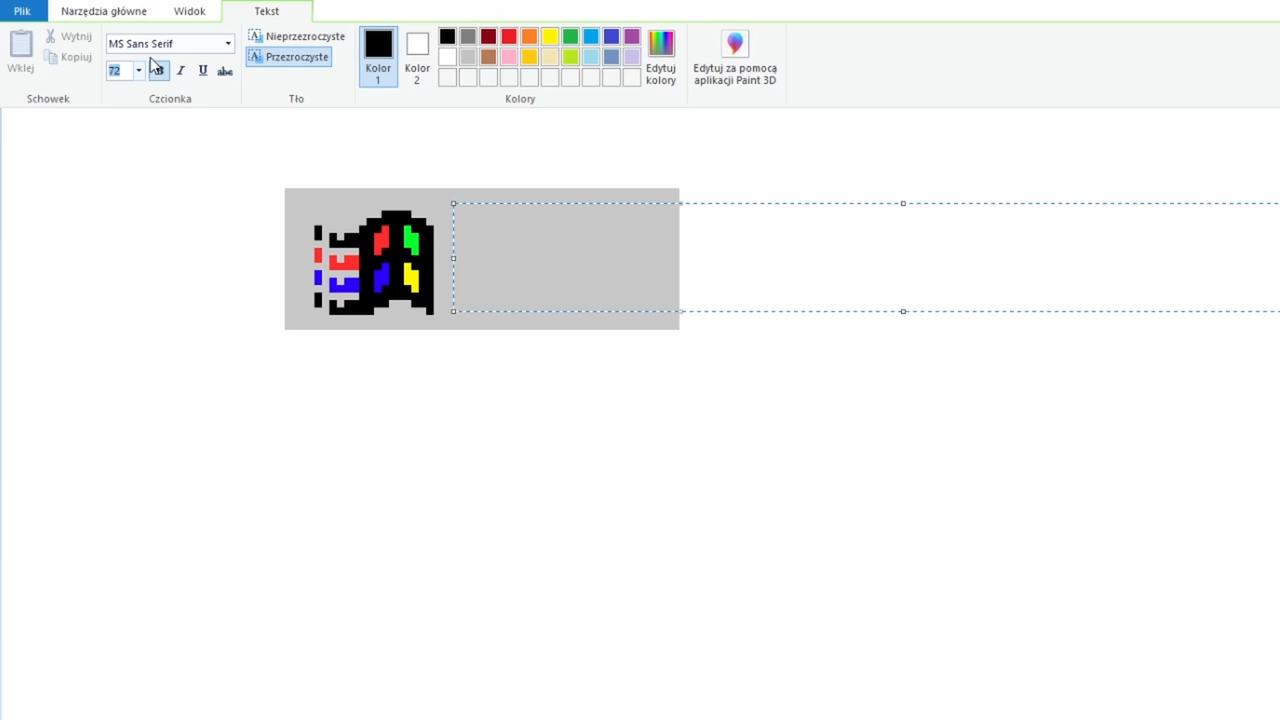 Plik Narzędzia główne Widok Tekst
Wklej
Wytnij
Kopiuj
Schowek
MS Sans Serif
72
B I U abc
Czcionka
Nieprzezroczyste
Przezroczyste
Tło
Kolor 1
Kolor 2
Edytuj kolory
Kolory
Edytuj za pomocą
aplikacji Paint 3D